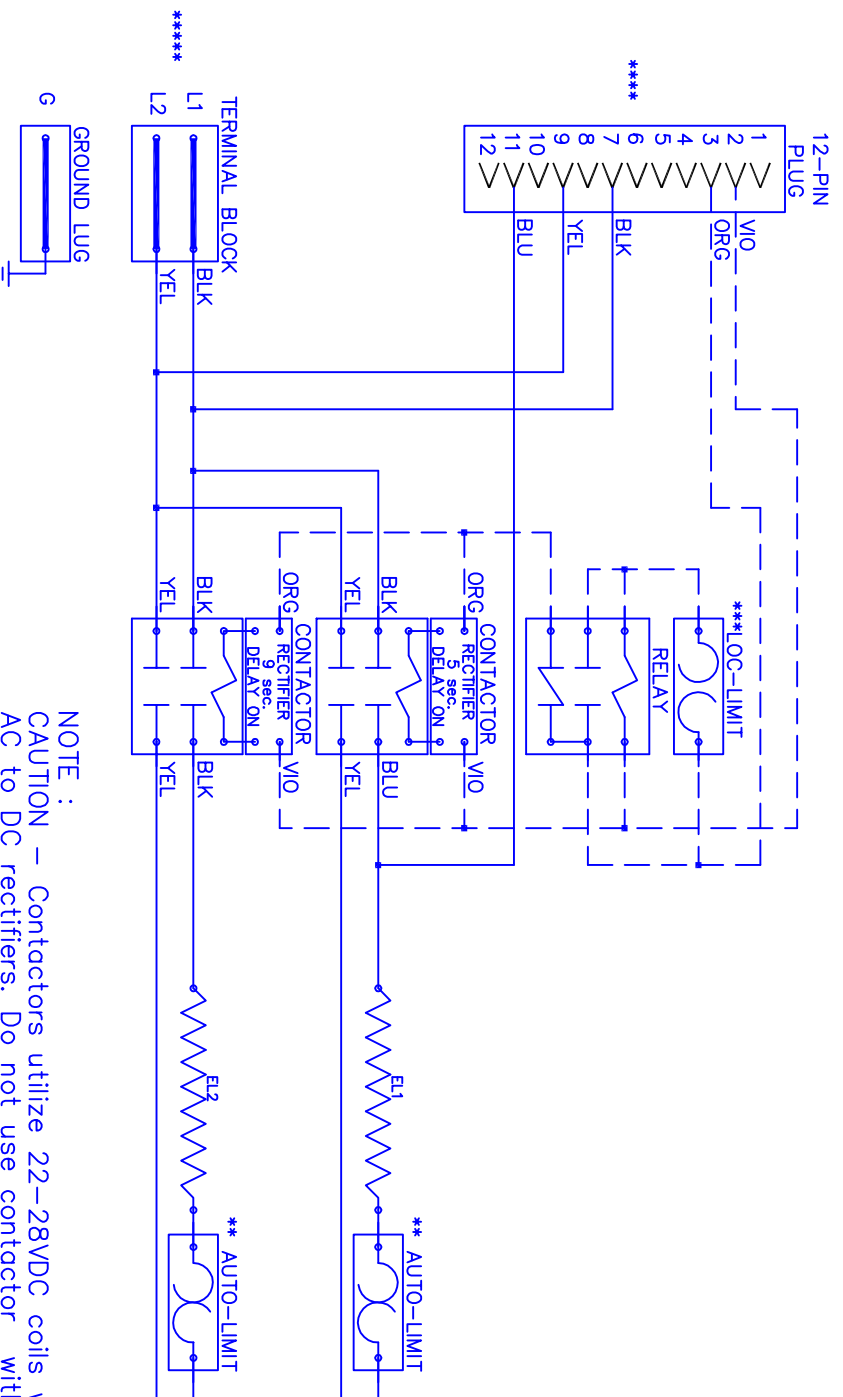 12-PIN
PLUG
1
2
3
4
5
6
7
8
9
10
11
12
****
VIO
ORG
BLK
YEL
BLU
*****
TERMINAL BLOCK
L1
L2
BLK
YEL
G
GROUND LUG
***LOC-LIMIT
RELAY
CONTACTOR
ORG
RECTIFIER
5 sec.
DELAY ON
VIO
BLK
YEL
BLU
YEL
CONTACTOR
ORG
RECTIFIER
9 sec.
DELAY ON
VIO
BLK
YEL
BLK
YEL
EL1
** AUTO-LIMIT
EL2
** AUTO-LIMIT
NOTE :
CAUTION - Contactors utilize 22-28VDC coils
AC to DC rectifiers. Do not use contactor